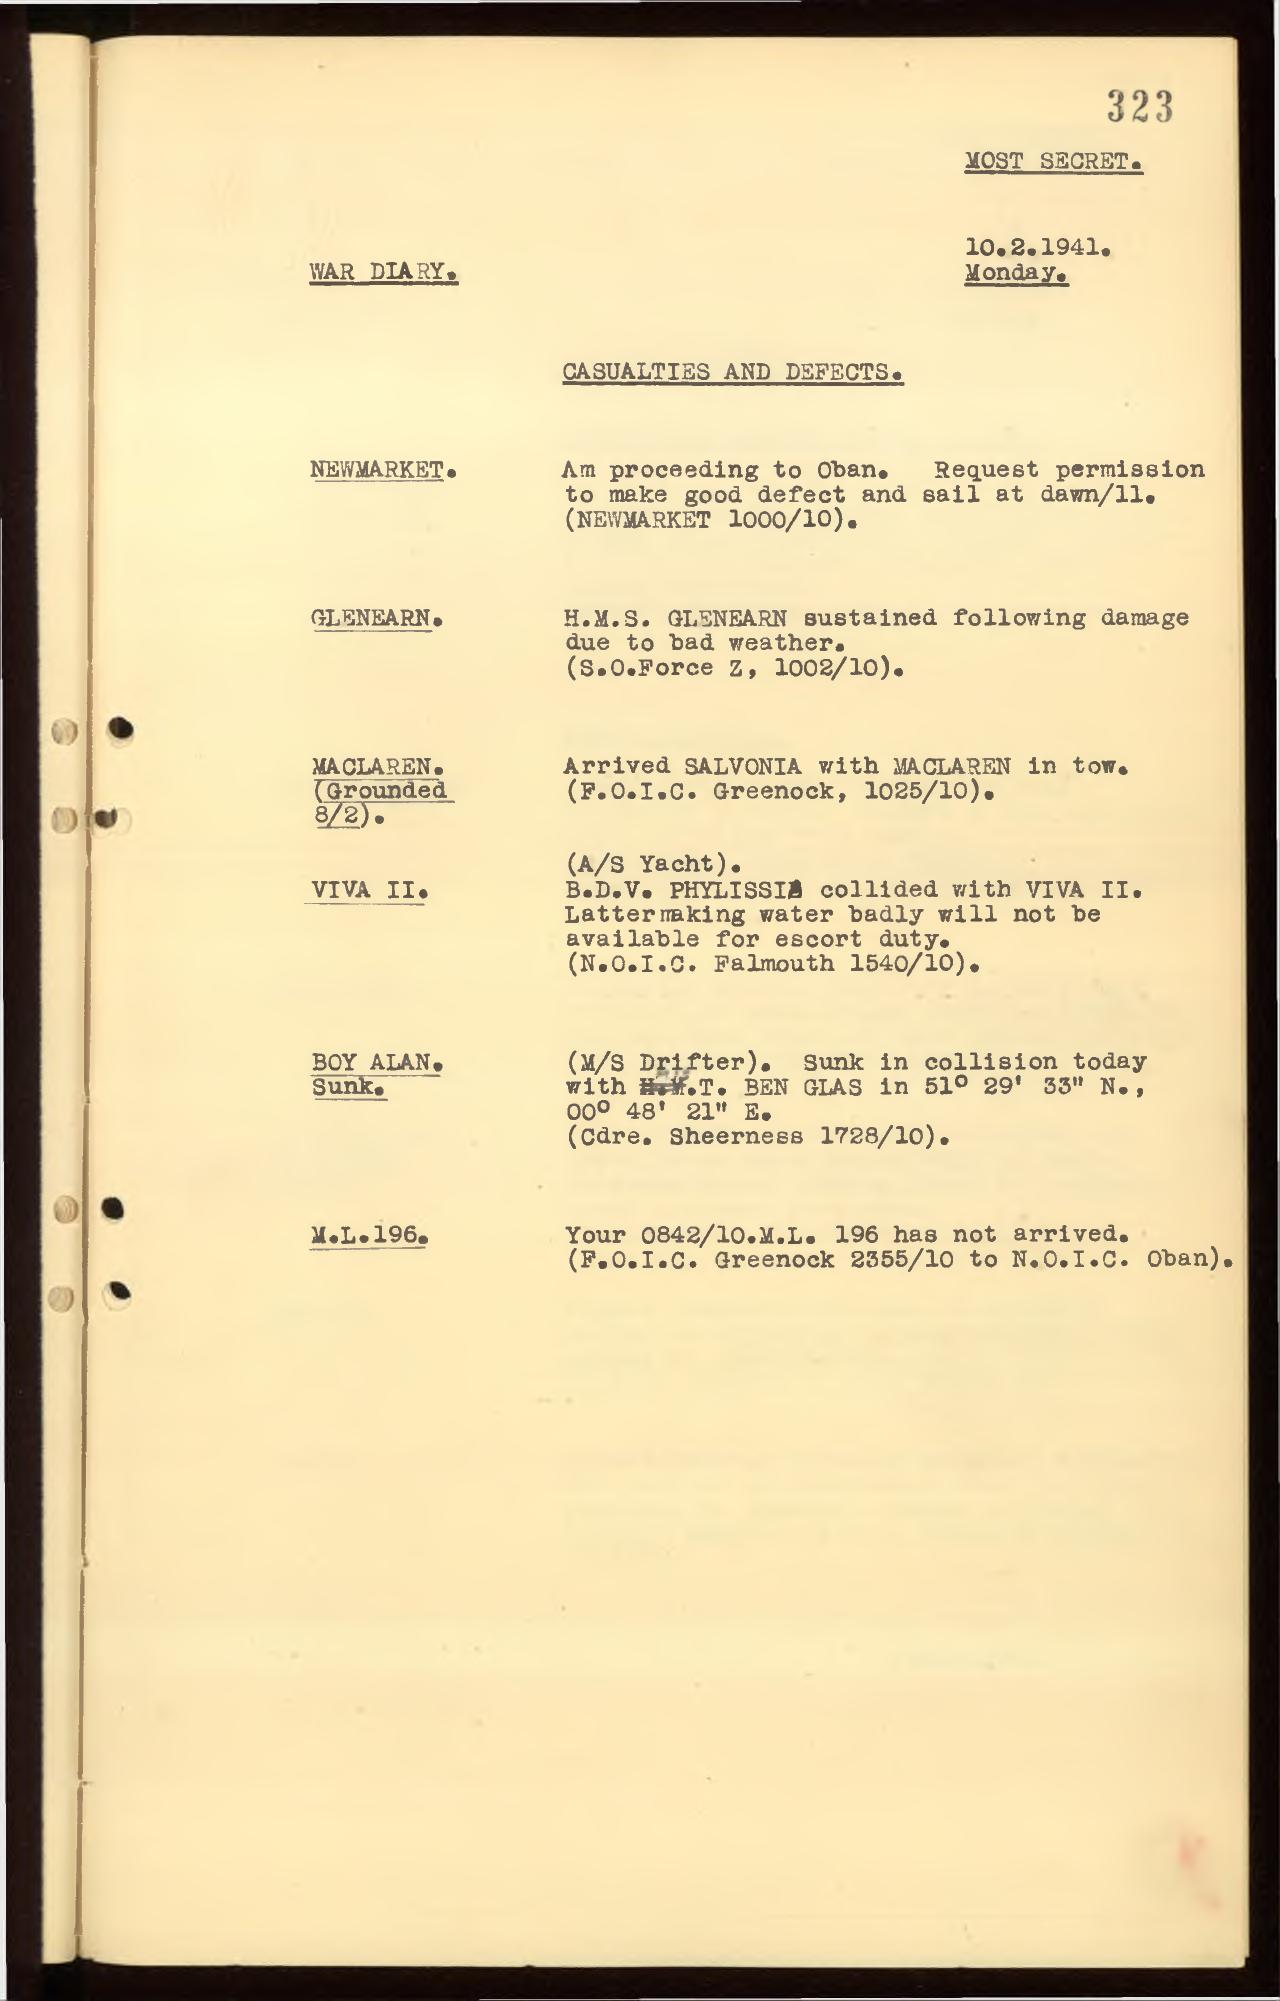 323
MOST SECRET.
10.2.1941.
WAR DIARY. Monday.
CASUALTIES AND DEFECTS.
NEWMARKET. Am proceeding to Oban. Request permission
to make good defect and sail at dawn/11.
(NEWMARKET 1000/10).
GLENEARN. H.M.S. GLENEARN sustained following damage
due to bad weather.
(S.O.Force Z, 1002/10).
MACLAREN. Arrived SALVONIA with MACLAREN in tow.
(Grounded (F.O.I.C. Greenock, 1025/10).
8/2).
(A/S Yacht).
VIVA II. B.D.V. PHYLISSIA collided with VIVA II.
Latter making water badly will not be
available for escort duty.
(N.O.I.C. Falmouth 1540/10).
BOY ALAN. (M/S Drifter). Sunk in collision today
Sunk. with H.M.T. BEN GLAS in 51° 29' 33" N.,
00° 48' 21" E.
(Cdre. Sheerness 1728/10).
M.L.196. Your 0842/10.M.L. 196 has not arrived.
(F.O.I.C. Greenock 2355/10 to N.O.I.C. Oban).